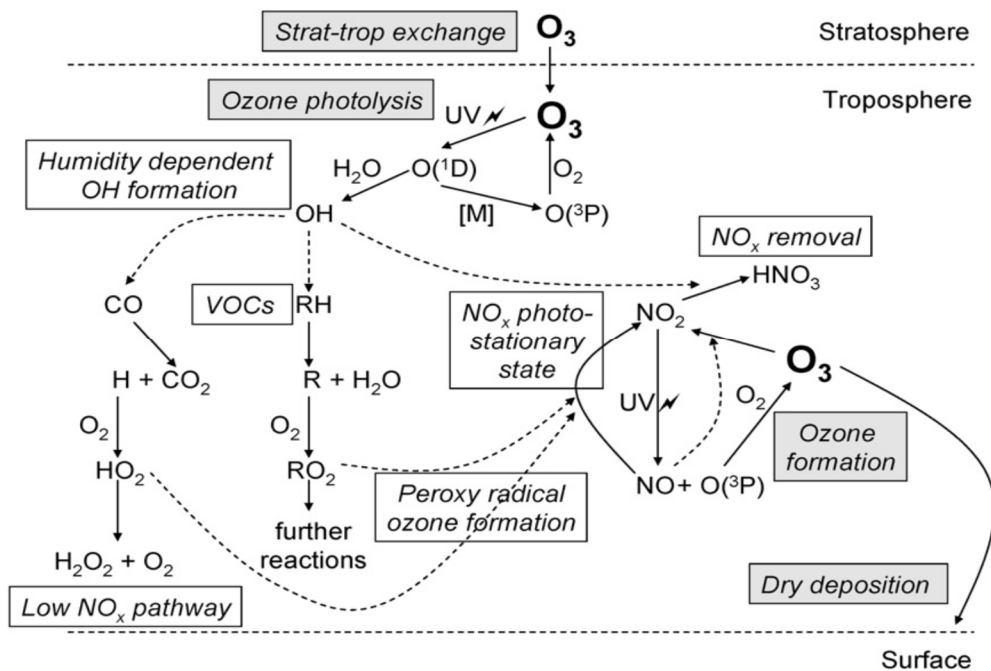 Strat-trop exchange
O₃
Stratosphere
Ozone photolysis
Troposphere
UV
O₃
Humidity dependent
OH formation
H₂O
O(¹D)
O₂
[M]
O(³P)
OH
NOₓ removal
HNO₃
CO
VOCs
RH
NOₓ photo-
stationary
state
NO₂
O₃
H + CO₂
R + H₂O
UV
O₂
O₂
O₂
Ozone
formation
HO₂
RO₂
NO + O(³P)
Peroxy radical
ozone formation
further
reactions
H₂O₂ + O₂
Low NOₓ pathway
Dry deposition
Surface